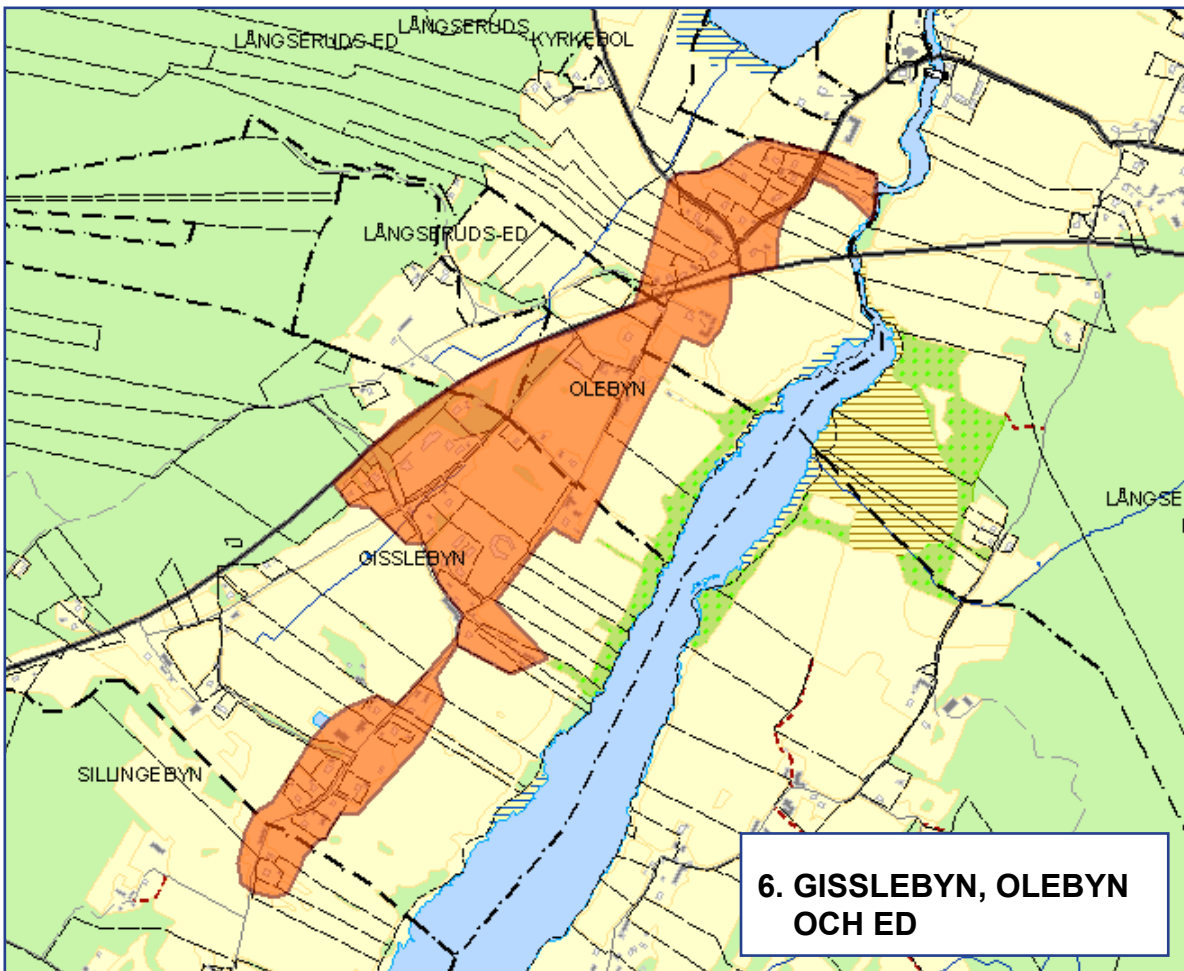 LÅNGSERUDS-ED
LÅNGSERUDS
KYRKEBOL
LÅNGSERUDS-ED
OLEBYN
LÅNGSE
GISSLEBYN
SILLINGEBYN
6. GISSLEBYN, OLEBYN
OCH ED